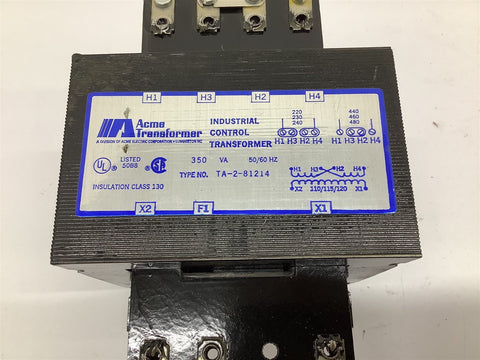 H1 H3 H2 H4
Acme
Transformer
A DIVISION OF ACME ELECTRIC CORPORATION
INDUSTRIAL
CONTROL
TRANSFORMER
220 440
230 460
240 480
H1 H3 H2 H4 H1 H3 H2 H4
UL LISTED
508B
350 VA 50/60 HZ
TYPE NO. TA-2-81214
INSULATION CLASS 130
H1 H3 H2 H4
X2 110/115/120 X1
X2 F1 X1